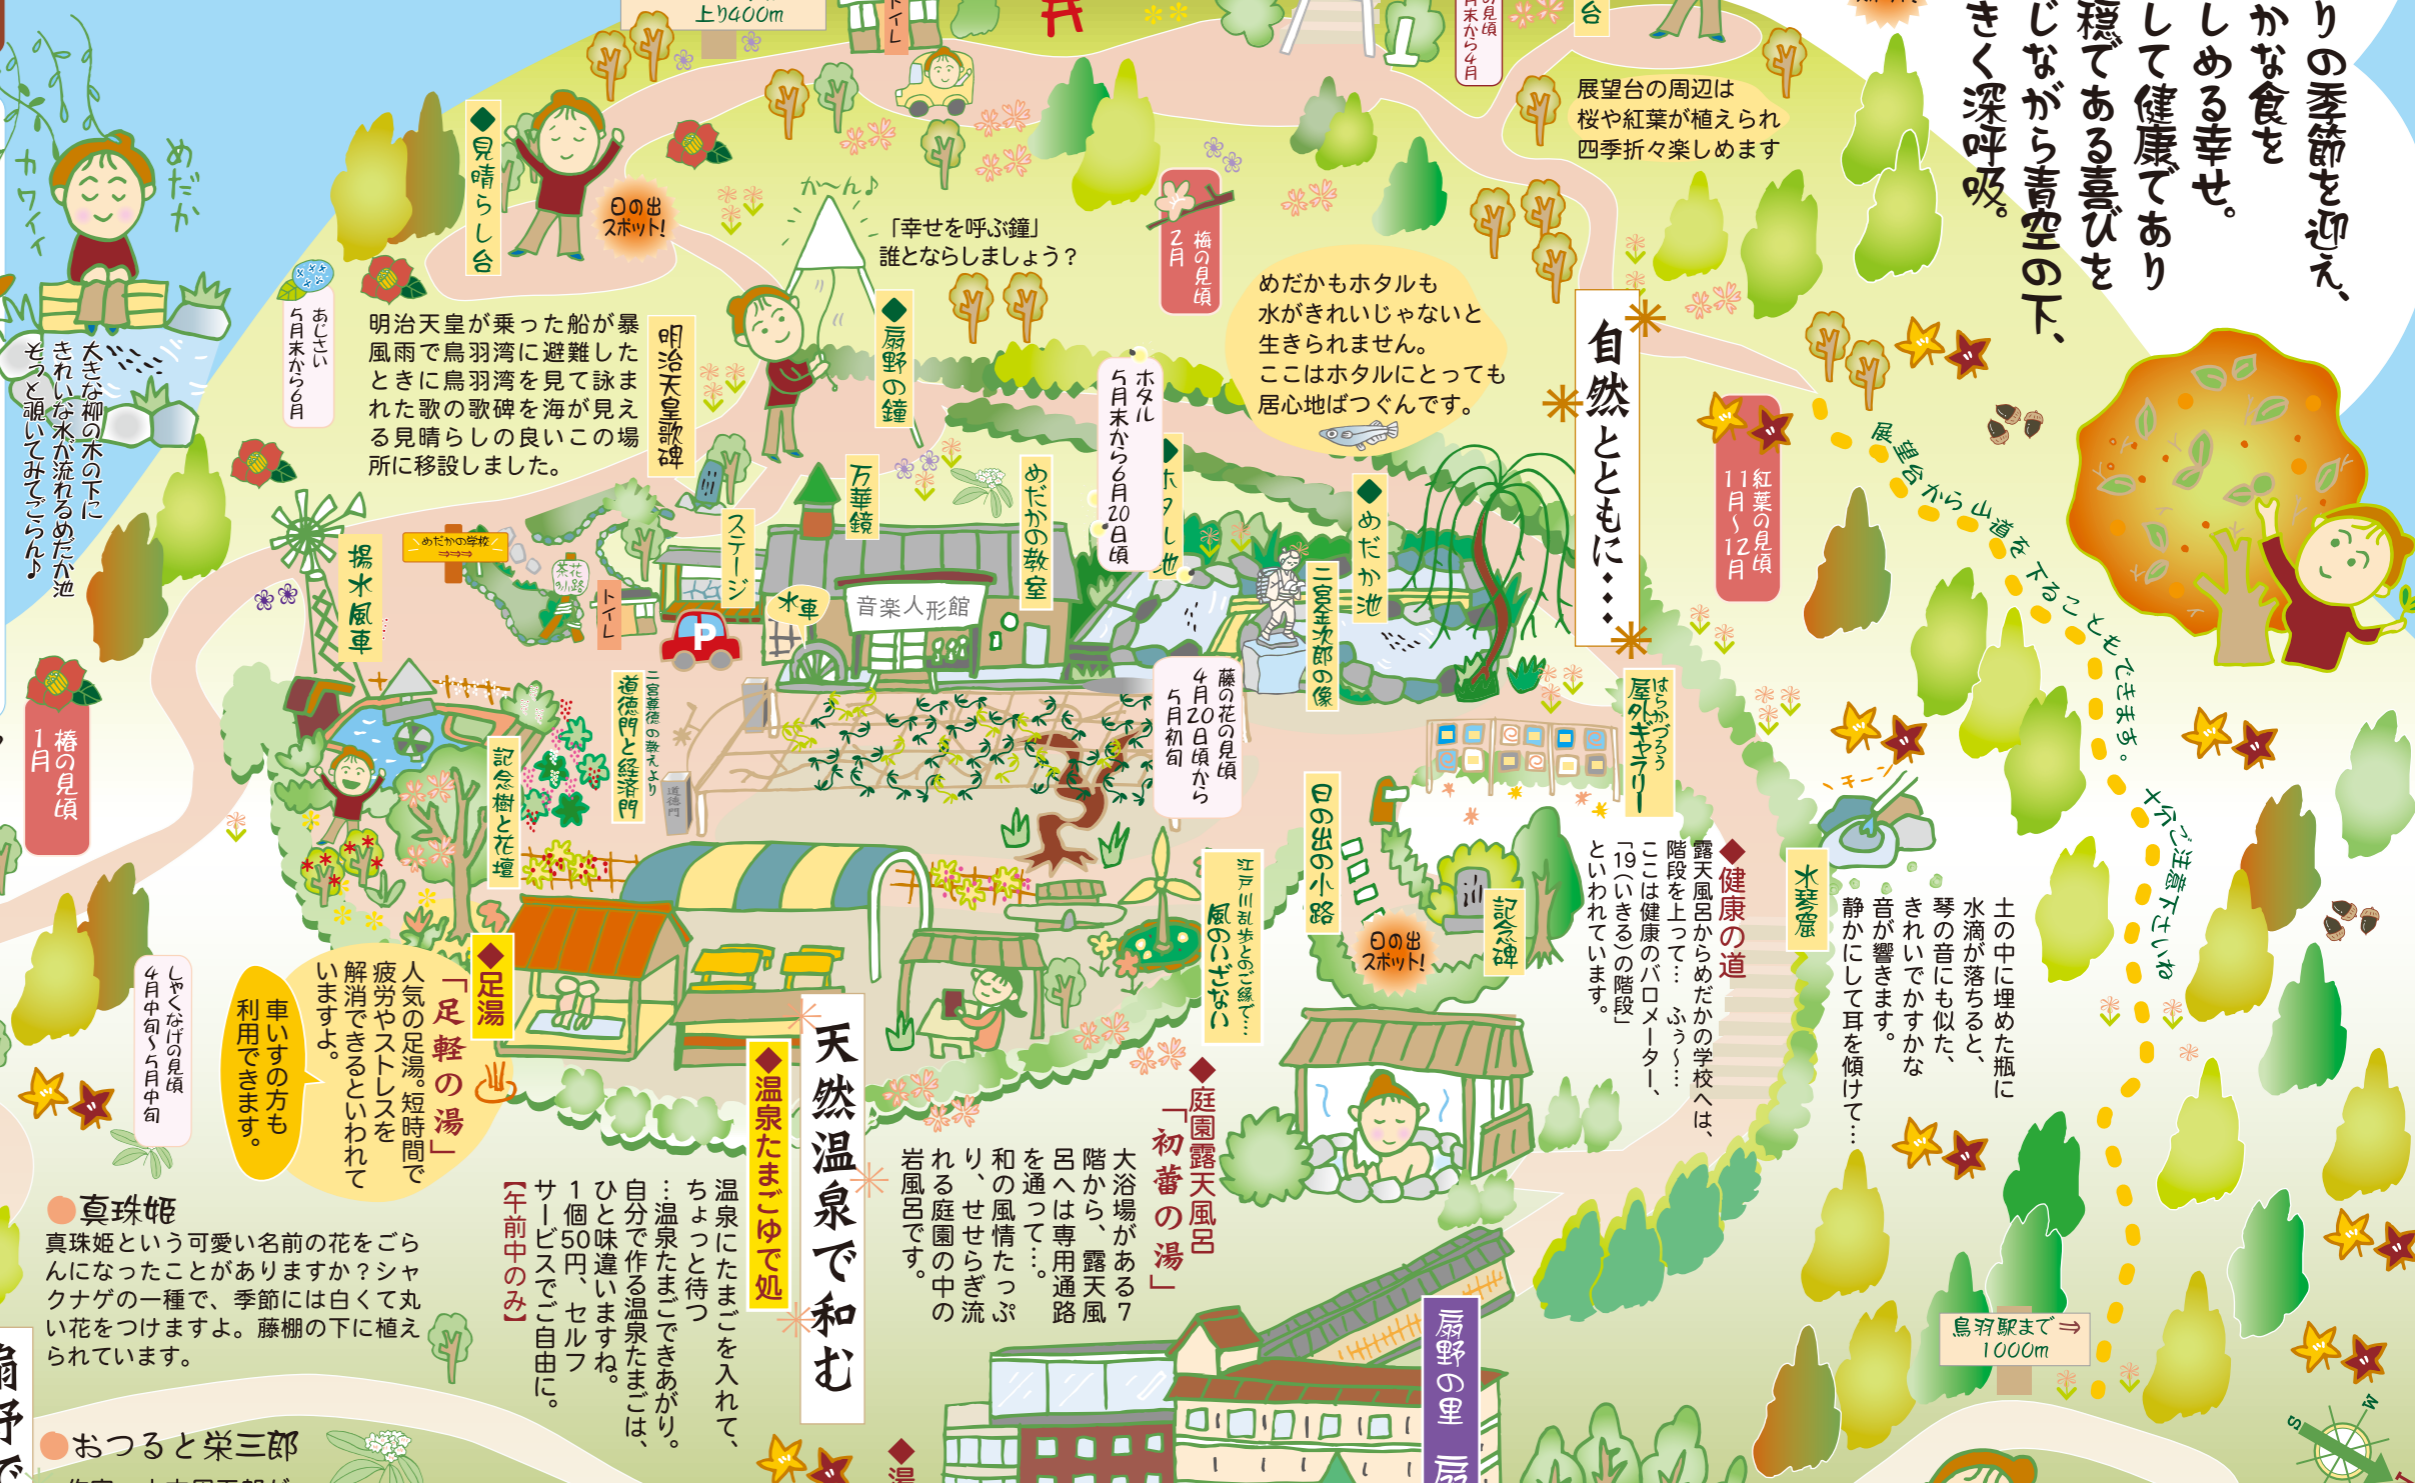 上り400m
トイレ
の見頃
月末から4月
台
りの季節を迎え、
かな食を
しめる幸せ。
して健康であり
穏である喜びを
じながら青空の下、
きく深呼吸。
展望台の周辺は
桜や紅葉が植えられ
四季折々楽しめます
めだか
カワイイ
◆見晴らし台
日の出
スポット!
か〜ん♪
「幸せを呼ぶ鐘」
誰とならしましょう？
梅の見頃
2月
めだかもホタルも
水がきれいじゃないと
生きられません。
ここはホタルにとっても
居心地ばつぐんです。
あじさい
5月末から6月
明治天皇が乗った船が暴
風雨で鳥羽湾に避難した
ときに鳥羽湾を見て詠ま
れた歌の歌碑を海が見え
る見晴らしの良いこの場
所に移設しました。
明治天皇歌碑
◆扇野の鐘
ホタル
5月末から6月20日頃
◆ホタル池
自然とともに・・・
大きな柳の木の下に
きれいな水が流れるめだか池
そうと覗いてみてごらん♪
紅葉の見頃
11月〜12月
展望台から山道を下ることもできます。
十分ご注意下さいね
揚水風車
めだかの学校
⇒⇒⇒
茶花
小路
トイレ
ステージ
万華鏡
めだかの教室
◆めだか池
二宮金次郎の像
水車
音楽人形館
P
椿の見頃
1月
二宮尊徳の教えより
道徳門と経済門
道徳門
記念樹と花壇
藤の花の見頃
4月20日頃から
5月初旬
はらかづろう
屋外ギャラリー
日の出の小路
キーン
水琴窟
土の中に埋めた瓶に
水滴が落ちると、
琴の音にも似た、
きれいでかすかな
音が響きます。
静かにして耳を傾けて…
◆健康の道
露天風呂からめだかの学校へは、
階段を上って… ふぅ〜…
ここは健康のバロメーター、
「19(いきる)の階段」
といわれています。
記念碑
日の出
スポット!
江戸川乱歩とのご縁で…
風のいざない
◆足湯
「足軽の湯」
人気の足湯。短時間で
疲労やストレスを
解消できるといわれて
いますよ。
車いすの方も
利用できます。
しゃくなげの見頃
4月中旬〜5月中旬
天然温泉で和む
◆温泉たまごゆで処
温泉にたまごを入れて、
ちょっと待つ
…温泉たまごできあがり。
自分で作る温泉たまごは、
ひと味違いますね。
1個50円、セルフ
サービスでご自由に。
【午前中のみ】
◆庭園露天風呂
「初蕾の湯」
大浴場がある7
階から、露天風
呂へは専用通路
を通って…。
和の風情たっぷ
り、せせらぎ流
れる庭園の中の
岩風呂です。
真珠姫
真珠姫という可愛い名前の花をごら
んになったことがありますか？シャ
クナゲの一種で、季節には白くて丸
い花をつけますよ。藤棚の下に植え
られています。
おつると栄三郎
扇野で
扇野の里 扇
鳥羽駅まで⇒
1000m
◆湯
S
W